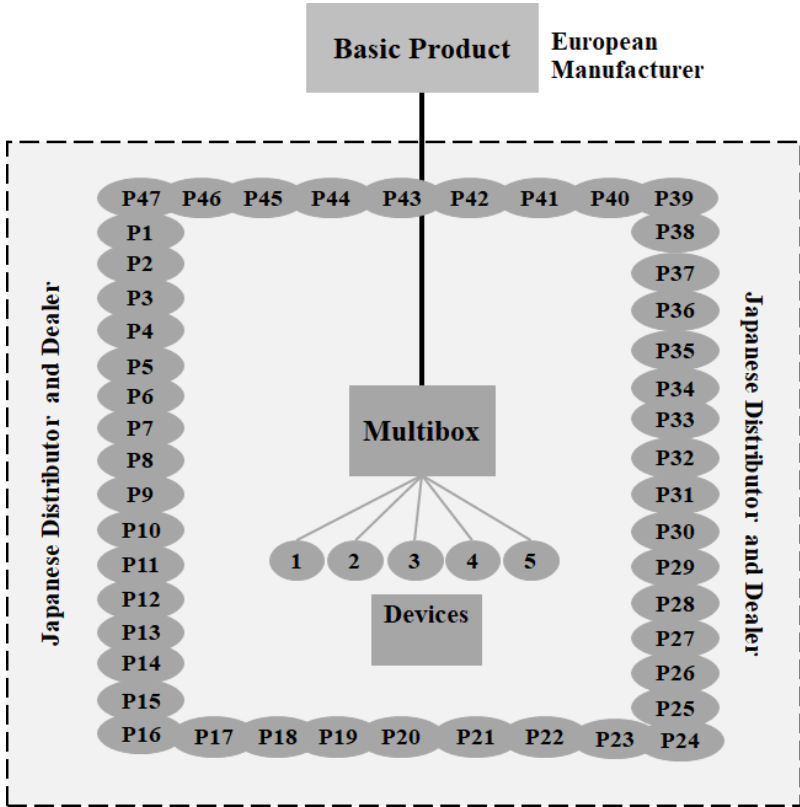 Basic Product
European
Manufacturer
P47 P46 P45 P44 P43 P42 P41 P40 P39
P1
P2
P3
P4
P5
P6
P7
P8
P9
P10
P11
P12
P13
P14
P15
P16 P17 P18 P19 P20 P21 P22 P23 P24
P38
P37
P36
P35
P34
P33
P32
P31
P30
P29
P28
P27
P26
P25
Japanese Distributor and Dealer
Multibox
1 2 3 4 5
Devices
Japanese Distributor and Dealer